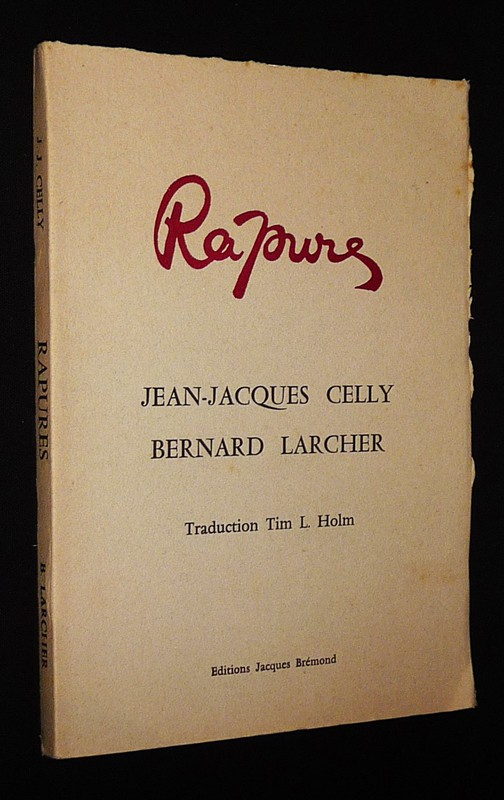 Rapures
JEAN-JACQUES CELLY
BERNARD LARCHER
Traduction Tim L. Holm
Editions Jacques Brémond
J. J. CELLY
RAPURES
B. LARCHER